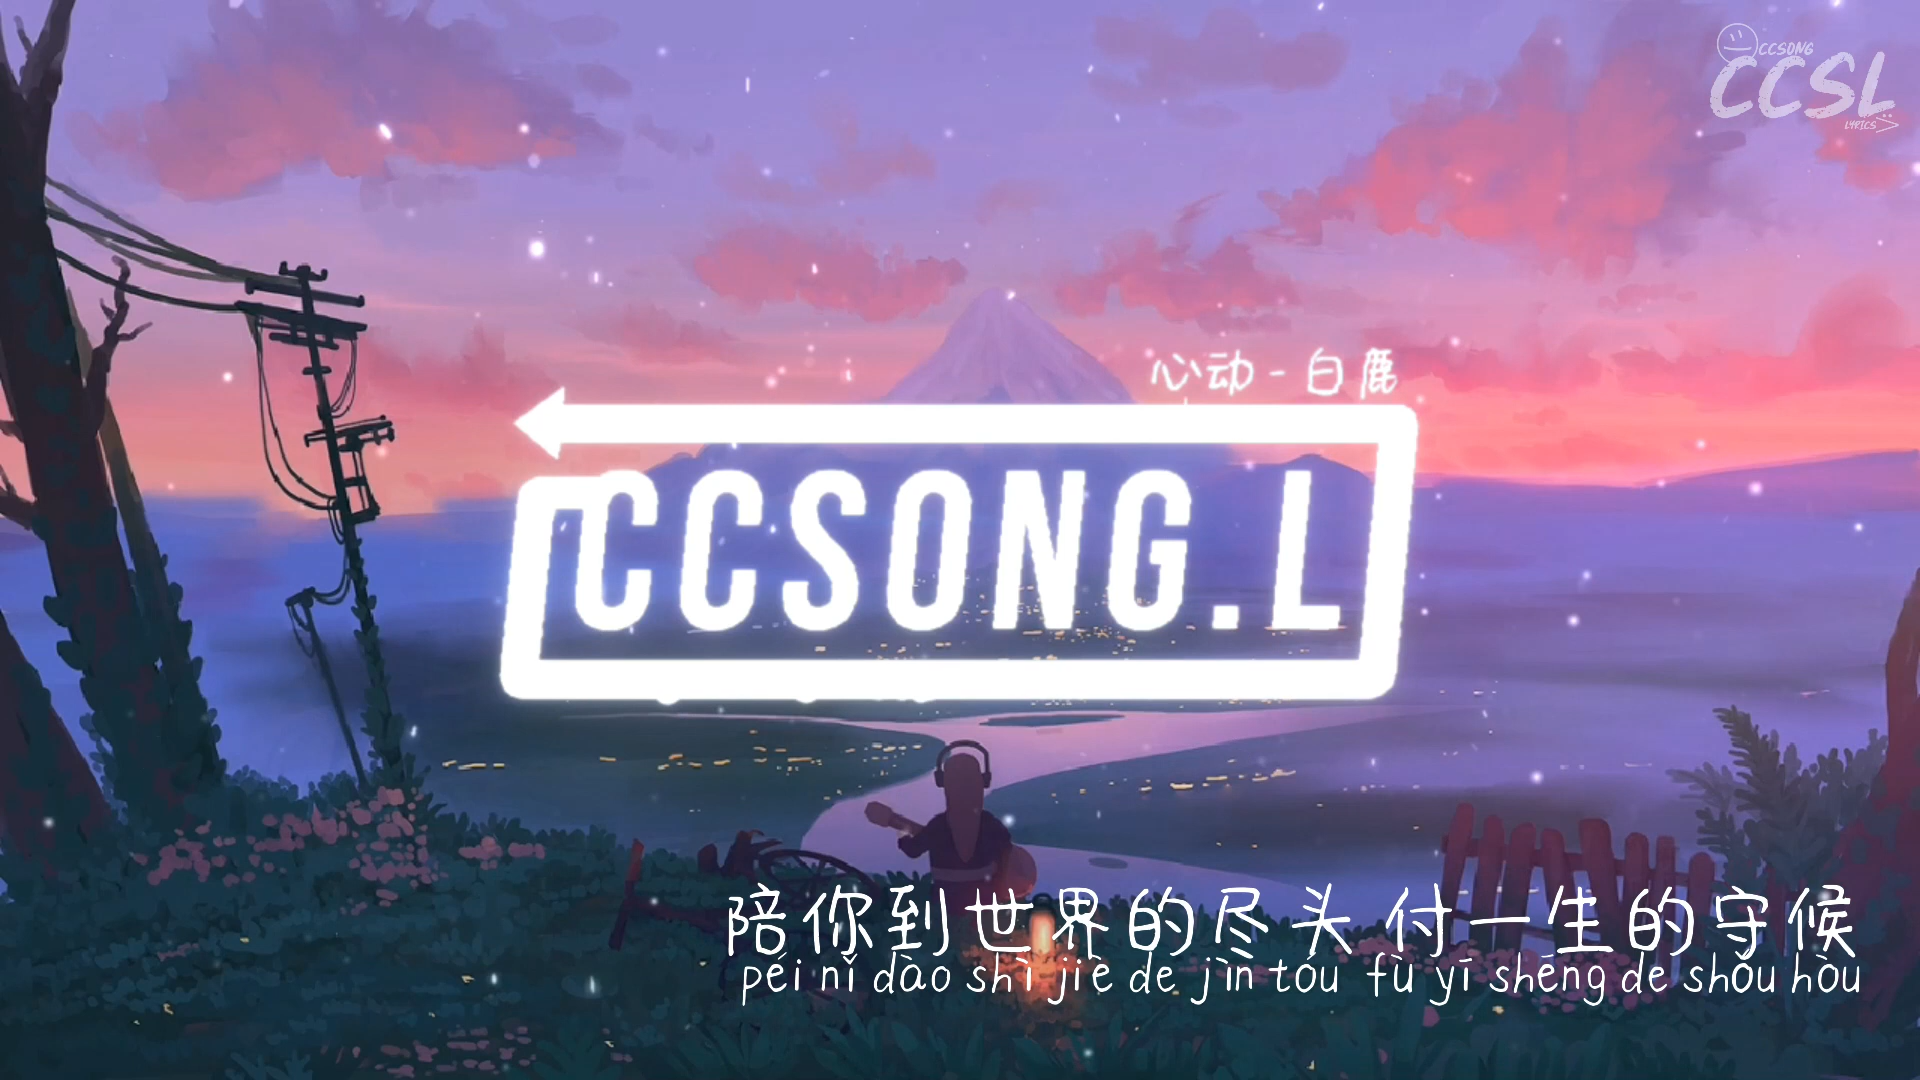 CCSONG
CCSL
LYRICS
心动 - 白鹿
CCSONG.L
陪你到世界的尽头 付一生的守候
péi nǐ dào shì jiè de jìn tóu fù yī shēng de shǒu hòu